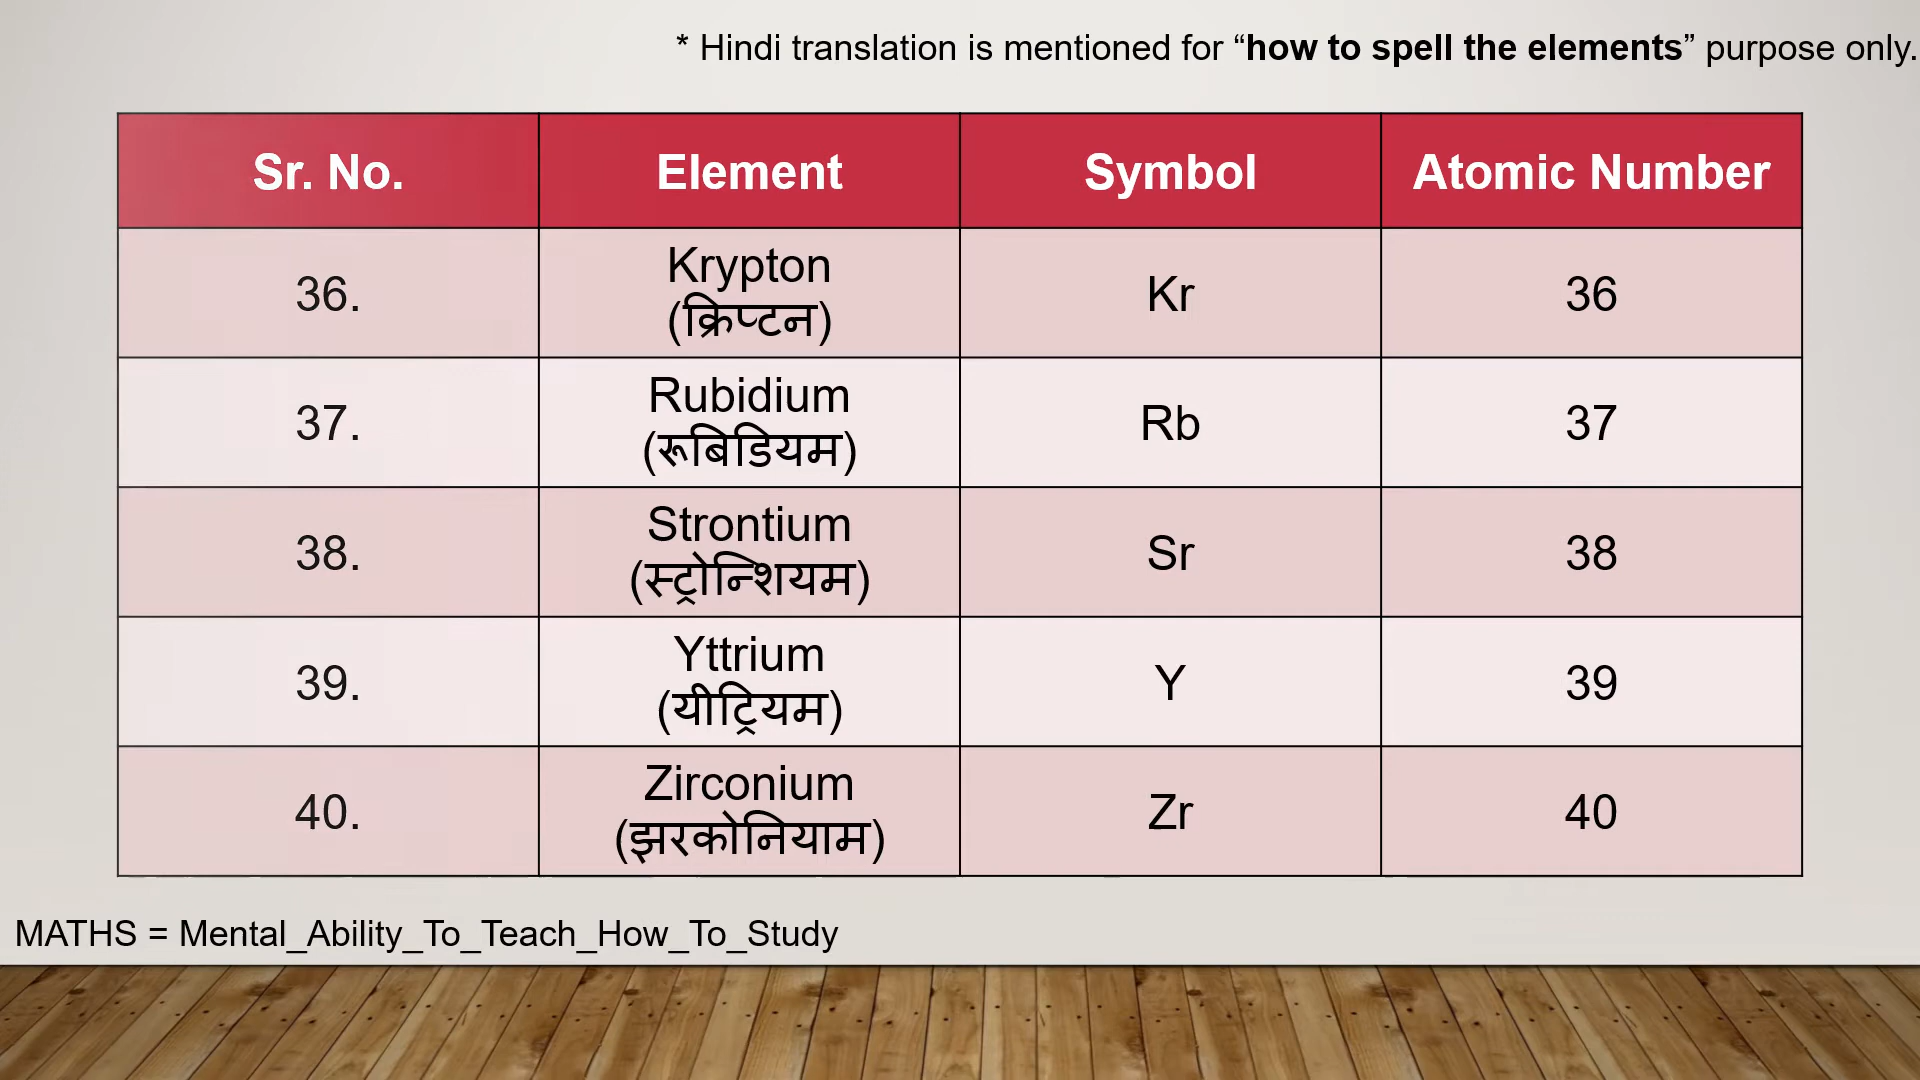 * Hindi translation is mentioned for “how to spell the elements” purpose only.
Sr. No. Element Symbol Atomic Number
36. Krypton (क्रिप्टन) Kr 36
37. Rubidium (रूबिडियम) Rb 37
38. Strontium (स्ट्रोन्शियम) Sr 38
39. Yttrium (यीट्रियम) Y 39
40. Zirconium (झरकोनियाम) Zr 40
MATHS = Mental_Ability_To_Teach_How_To_Study